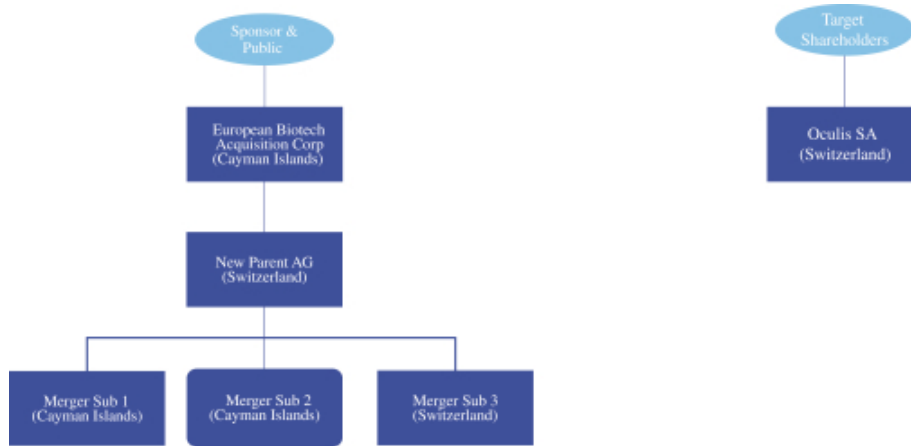 Sponsor &
Public
Target
Shareholders
European Biotech
Acquisition Corp
(Cayman Islands)
Oculis SA
(Switzerland)
New Parent AG
(Switzerland)
Merger Sub 1
(Cayman Islands)
Merger Sub 2
(Cayman Islands)
Merger Sub 3
(Switzerland)